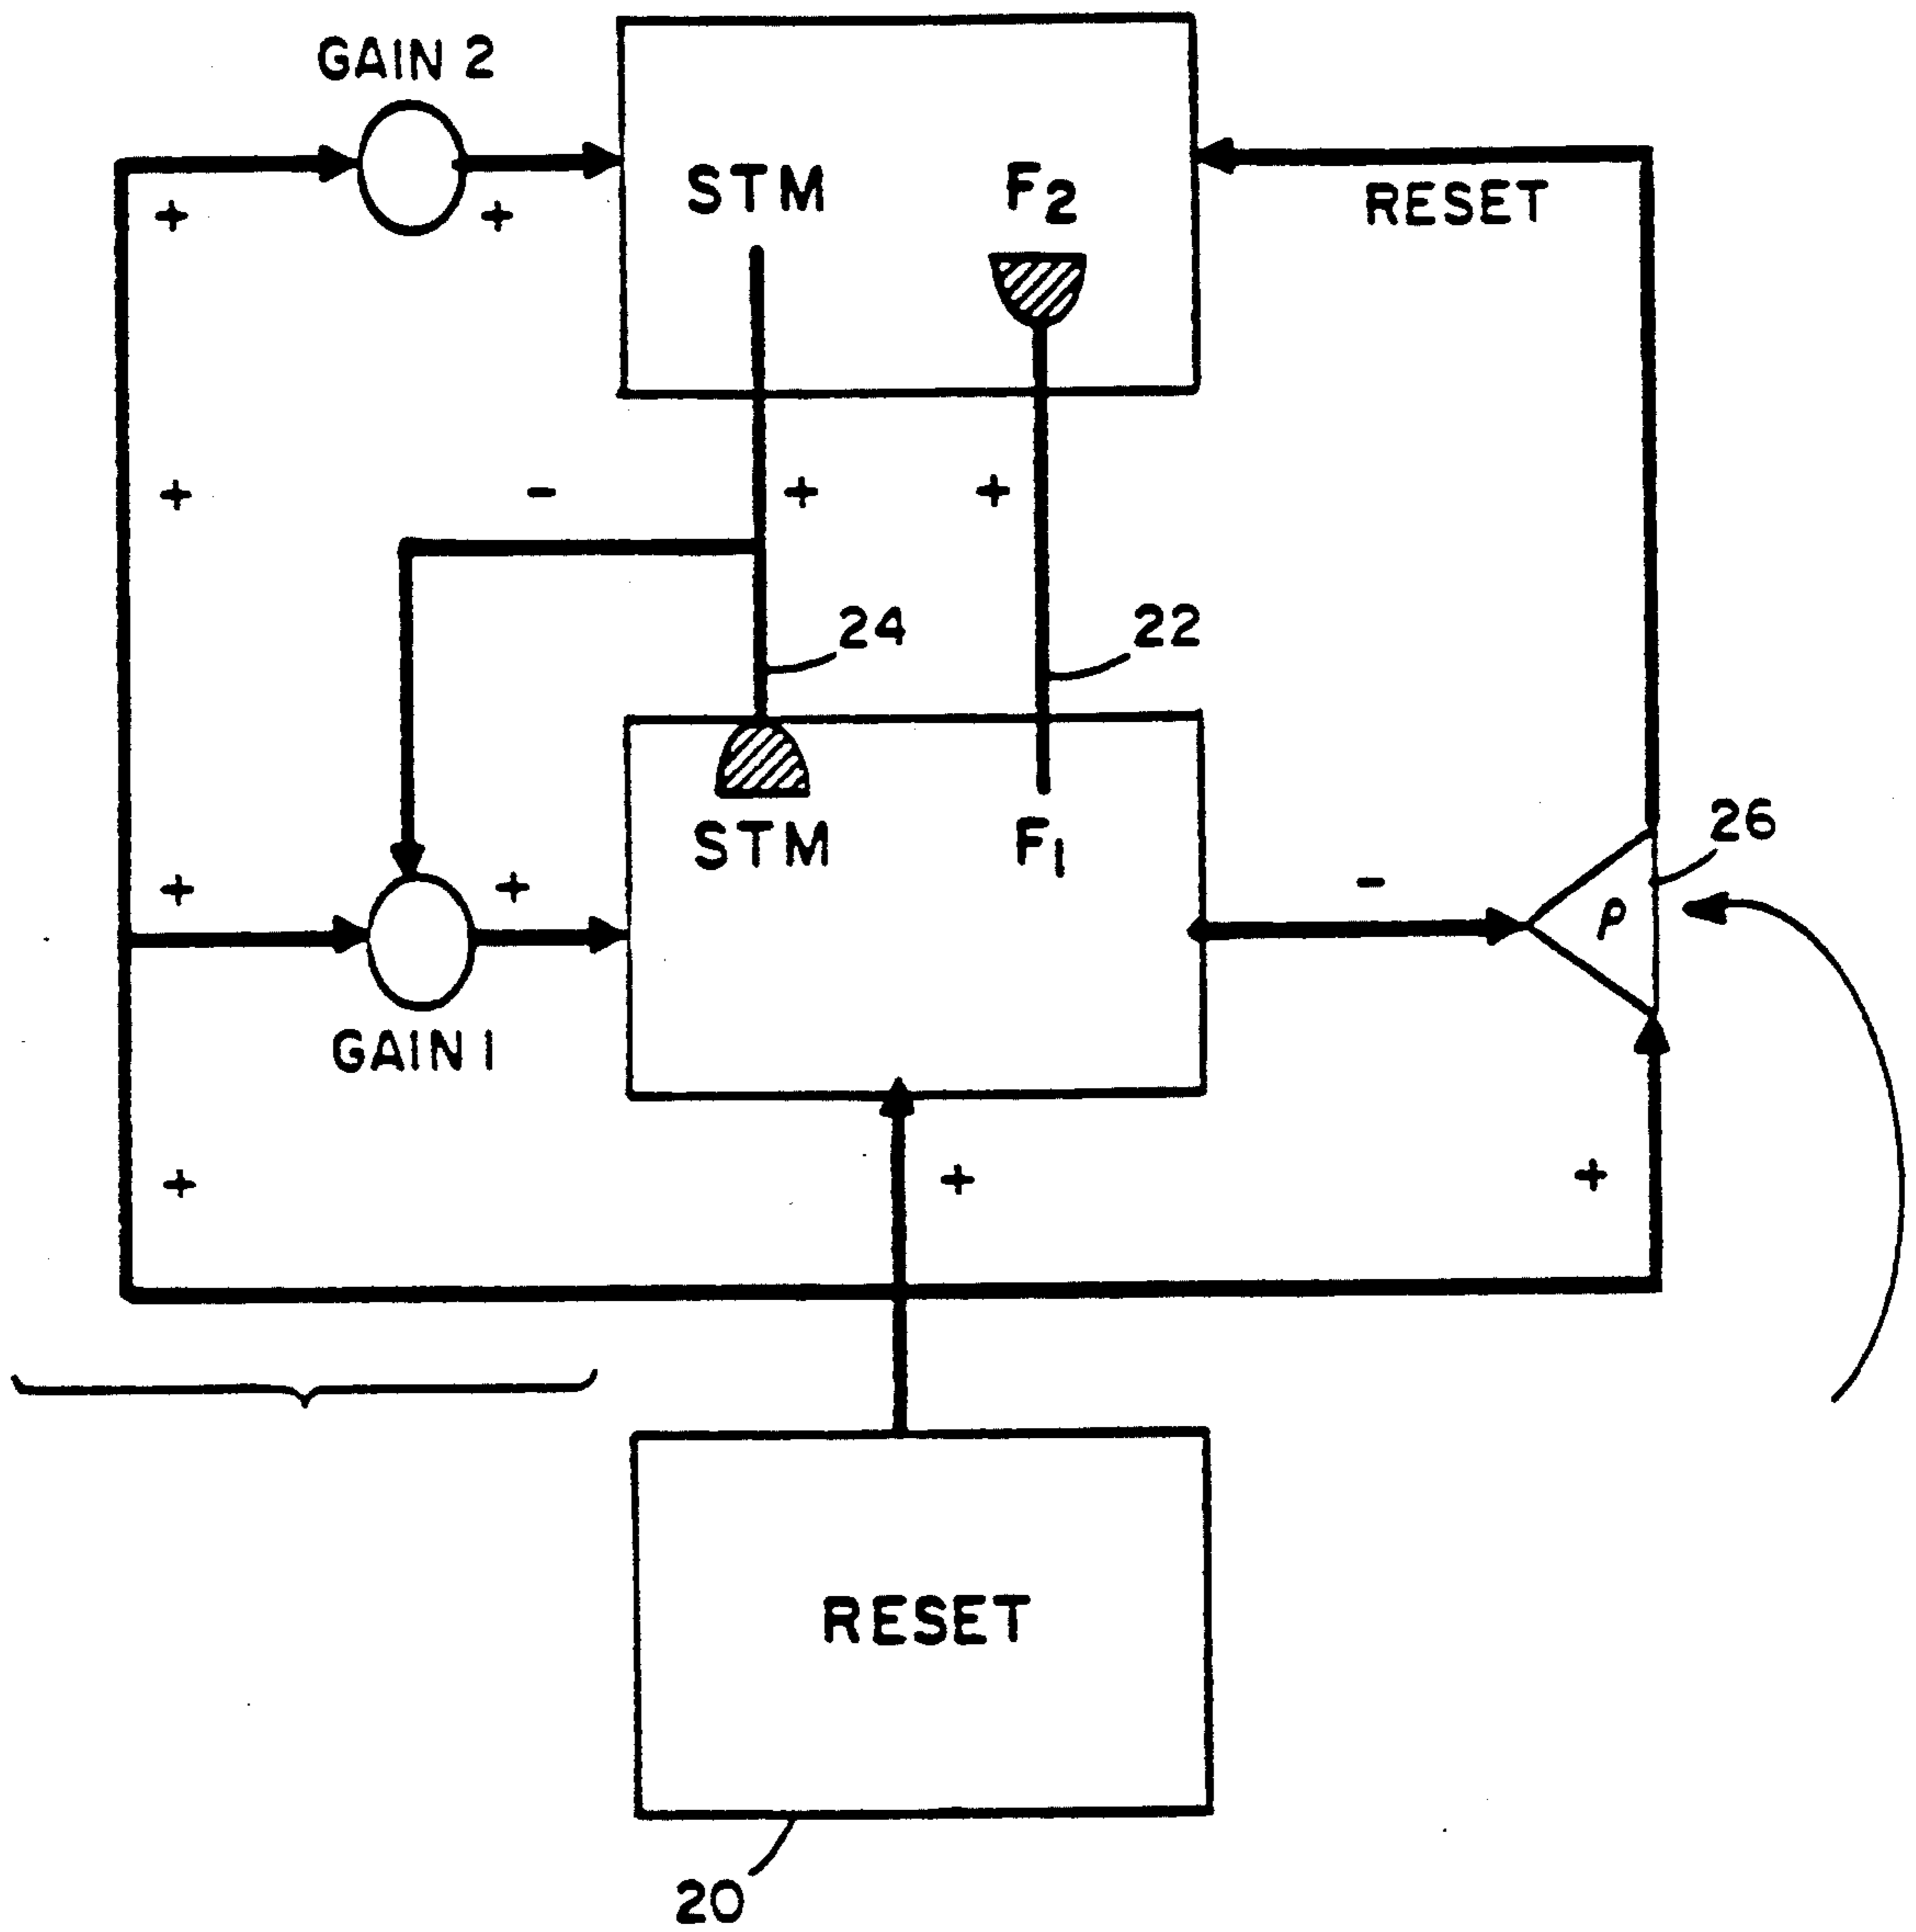 GAIN 2
STM F2
RESET
+ +
+ - + +
24 22
STM F1
26
+ + -
ρ
GAIN 1
+ + +
RESET
20